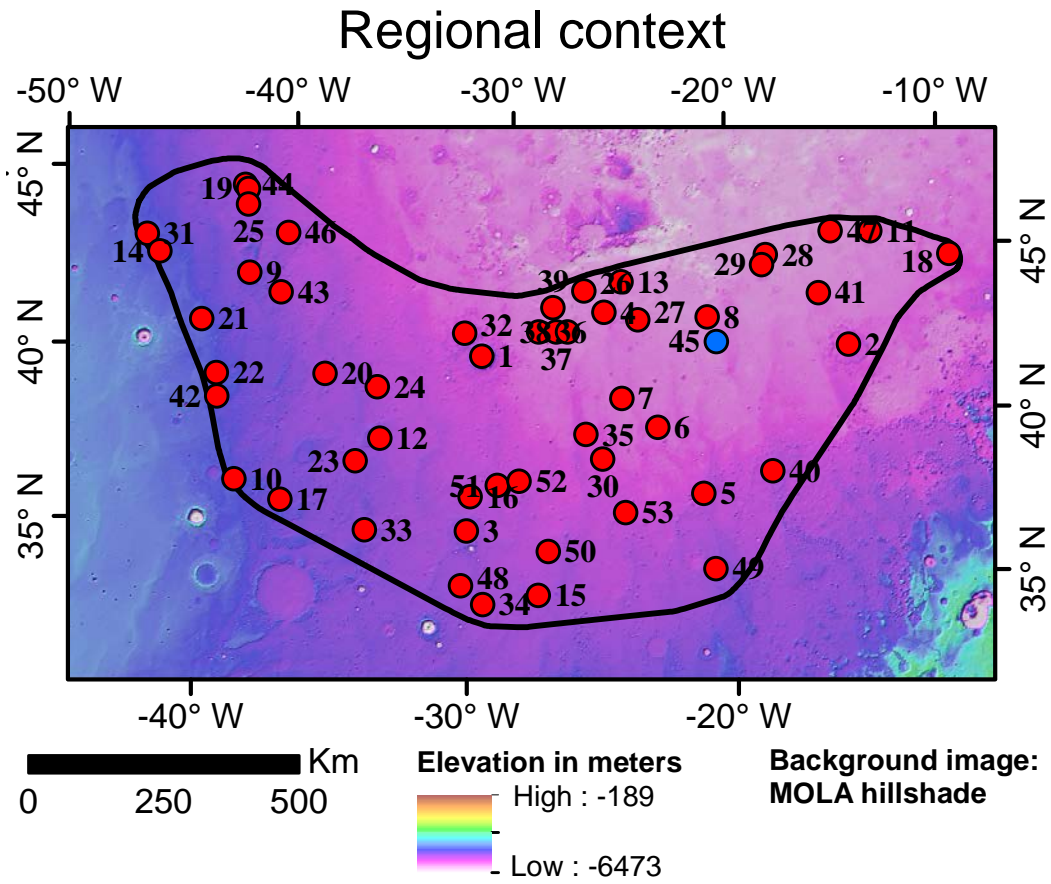 Regional context
-50° W -40° W -30° W -20° W -10° W
45° N
40° N
35° N
45° N
40° N
35° N
19 44
25 46
31
14
9
43
21
22
42
20
24
12
23
10
17
33
32
1
39
26 13
38 36
37
4 27
8
45
29 28
47 11
18
41
2
7
35 6
30
51 16 52
53
5
40
3
50
48
34 15
49
-40° W -30° W -20° W
Km
0 250 500
Elevation in meters
High : -189
Low : -6473
Background image:
MOLA hillshade